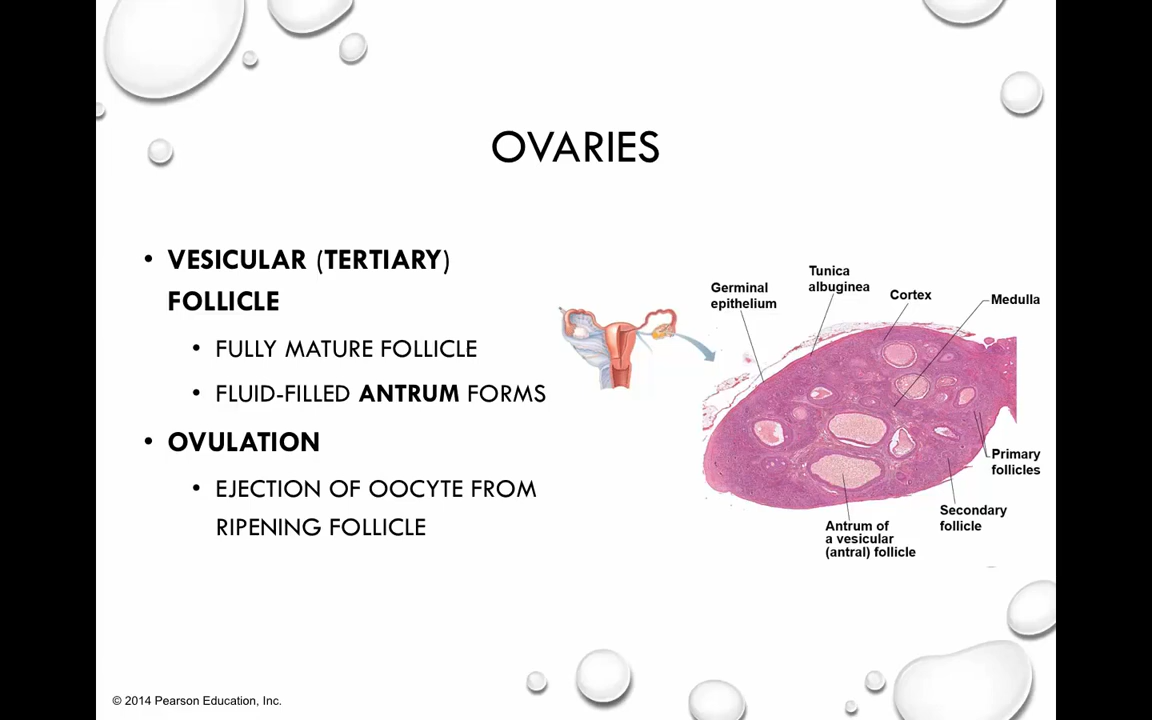 OVARIES
• VESICULAR (TERTIARY)
FOLLICLE
• FULLY MATURE FOLLICLE
• FLUID-FILLED ANTRUM FORMS
• OVULATION
• EJECTION OF OOCYTE FROM
RIPENING FOLLICLE
Germinal
epithelium
Tunica
albuginea
Cortex
Medulla
Primary
follicles
Secondary
follicle
Antrum of
a vesicular
(antral) follicle
© 2014 Pearson Education, Inc.